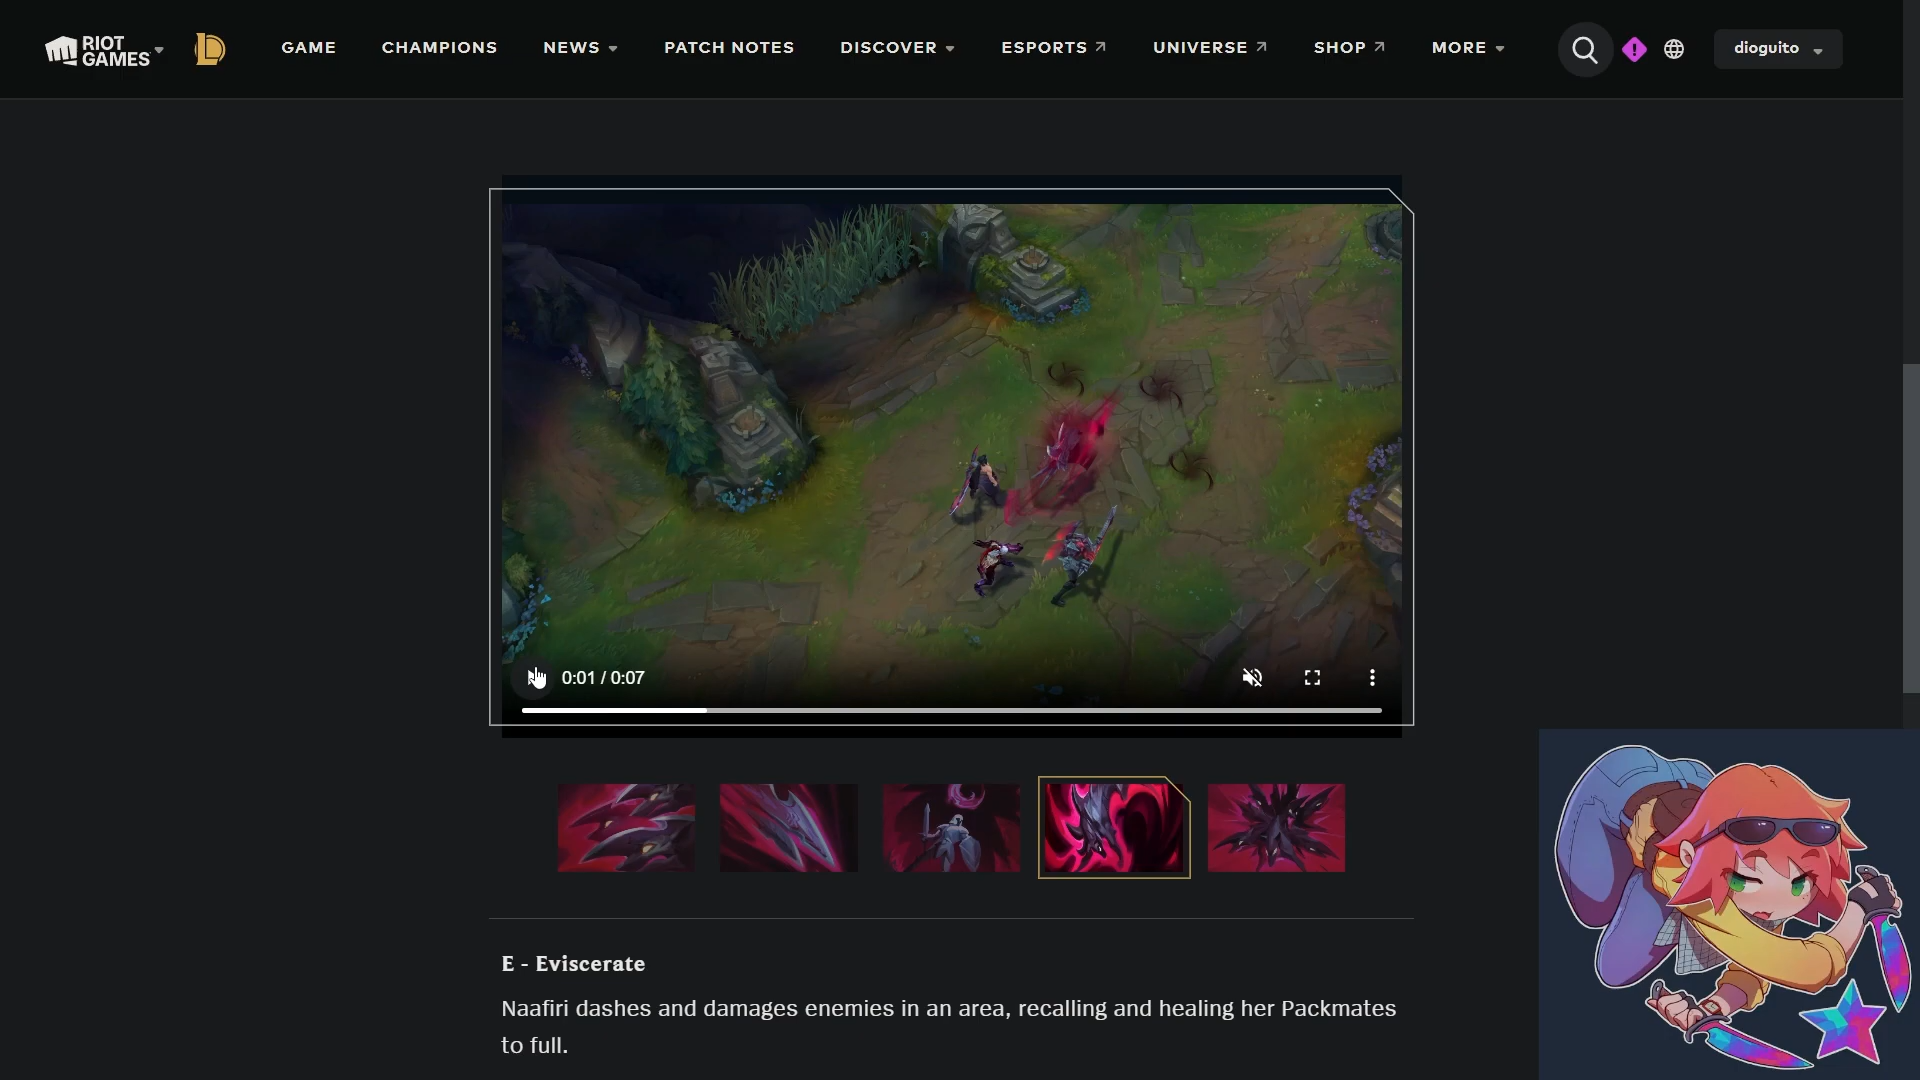 RIOT GAMES
GAME
CHAMPIONS
NEWS
PATCH NOTES
DISCOVER
ESPORTS
UNIVERSE
SHOP
MORE
dioguito
0:01 / 0:07
E - Eviscerate
Naafiri dashes and damages enemies in an area, recalling and healing her Packmates
to full.